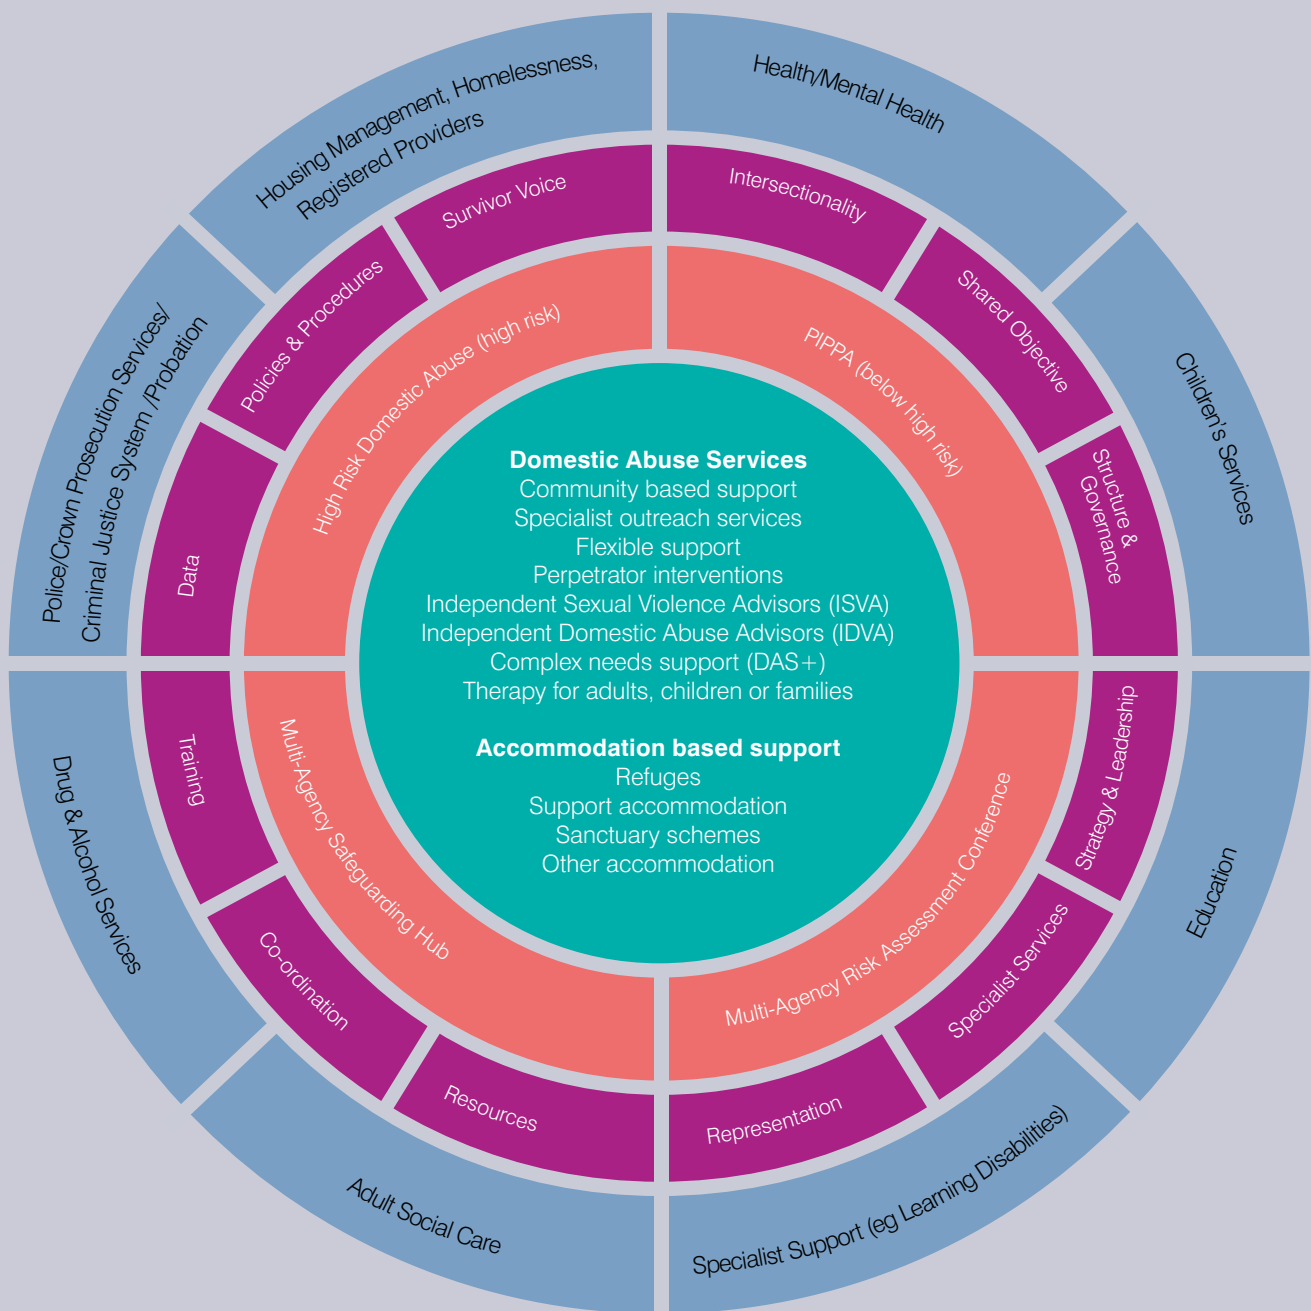 Housing Management, Homelessness,
Registered Providers
Health/Mental Health
Children's Services
Education
Specialist Support (eg Learning Disabilities)
Adult Social Care
Drug & Alcohol Services
Police/Crown Prosecution Services/
Criminal Justice System /Probation
Survivor Voice
Intersectionality
Shared Objective
Structure &
Governance
Strategy & Leadership
Specialist Services
Representation
Resources
Co-ordination
Training
Data
Policies & Procedures
High Risk Domestic Abuse (high risk)
PIPPA (below high risk)
Multi-Agency Risk Assessment Conference
Multi-Agency Safeguarding Hub
Domestic Abuse Services
Community based support
Specialist outreach services
Flexible support
Perpetrator interventions
Independent Sexual Violence Advisors (ISVA)
Independent Domestic Abuse Advisors (IDVA)
Complex needs support (DAS+)
Therapy for adults, children or families
Accommodation based support
Refuges
Support accommodation
Sanctuary schemes
Other accommodation